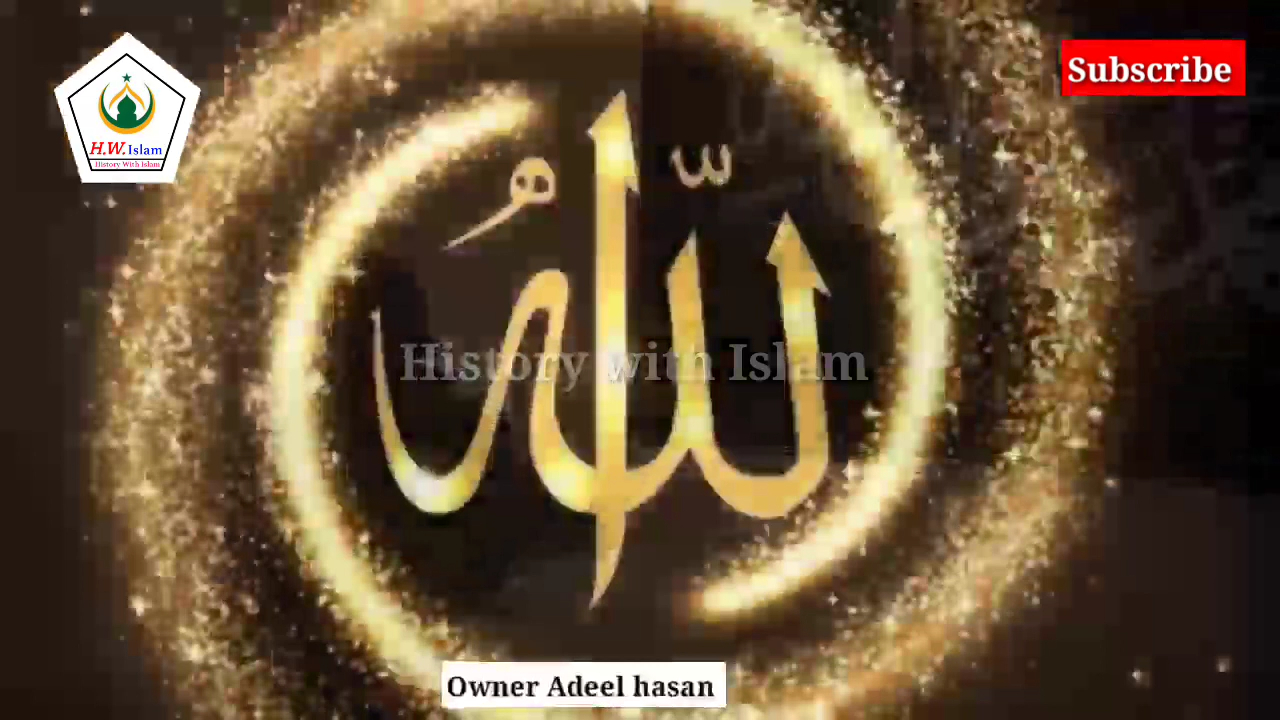 Subscribe
H.W. Islam
History With Islam
الله
History with Islam
Owner Adeel hasan